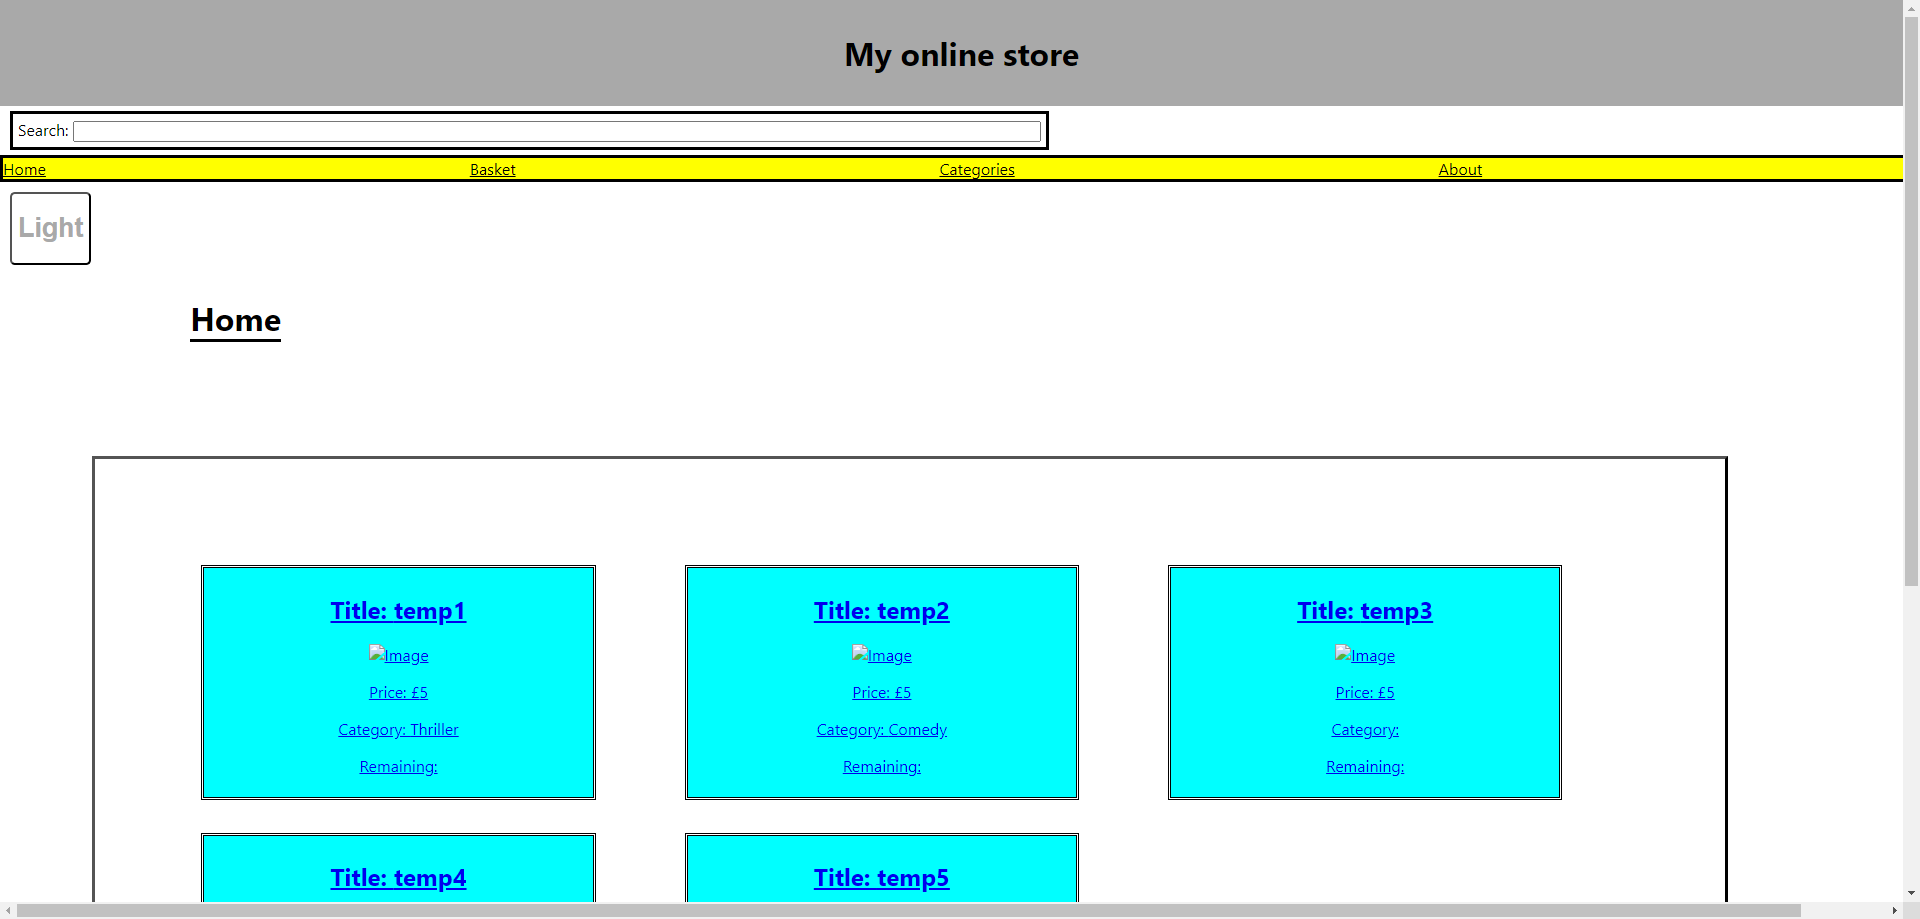 My online store
Search:
Home Basket Categories About
Light
Home
Title: temp1 Title: temp2 Title: temp3
Image Image Image
Price: £5 Price: £5 Price: £5
Category: Thriller Category: Comedy Category:
Remaining: Remaining: Remaining:
Title: temp4 Title: temp5